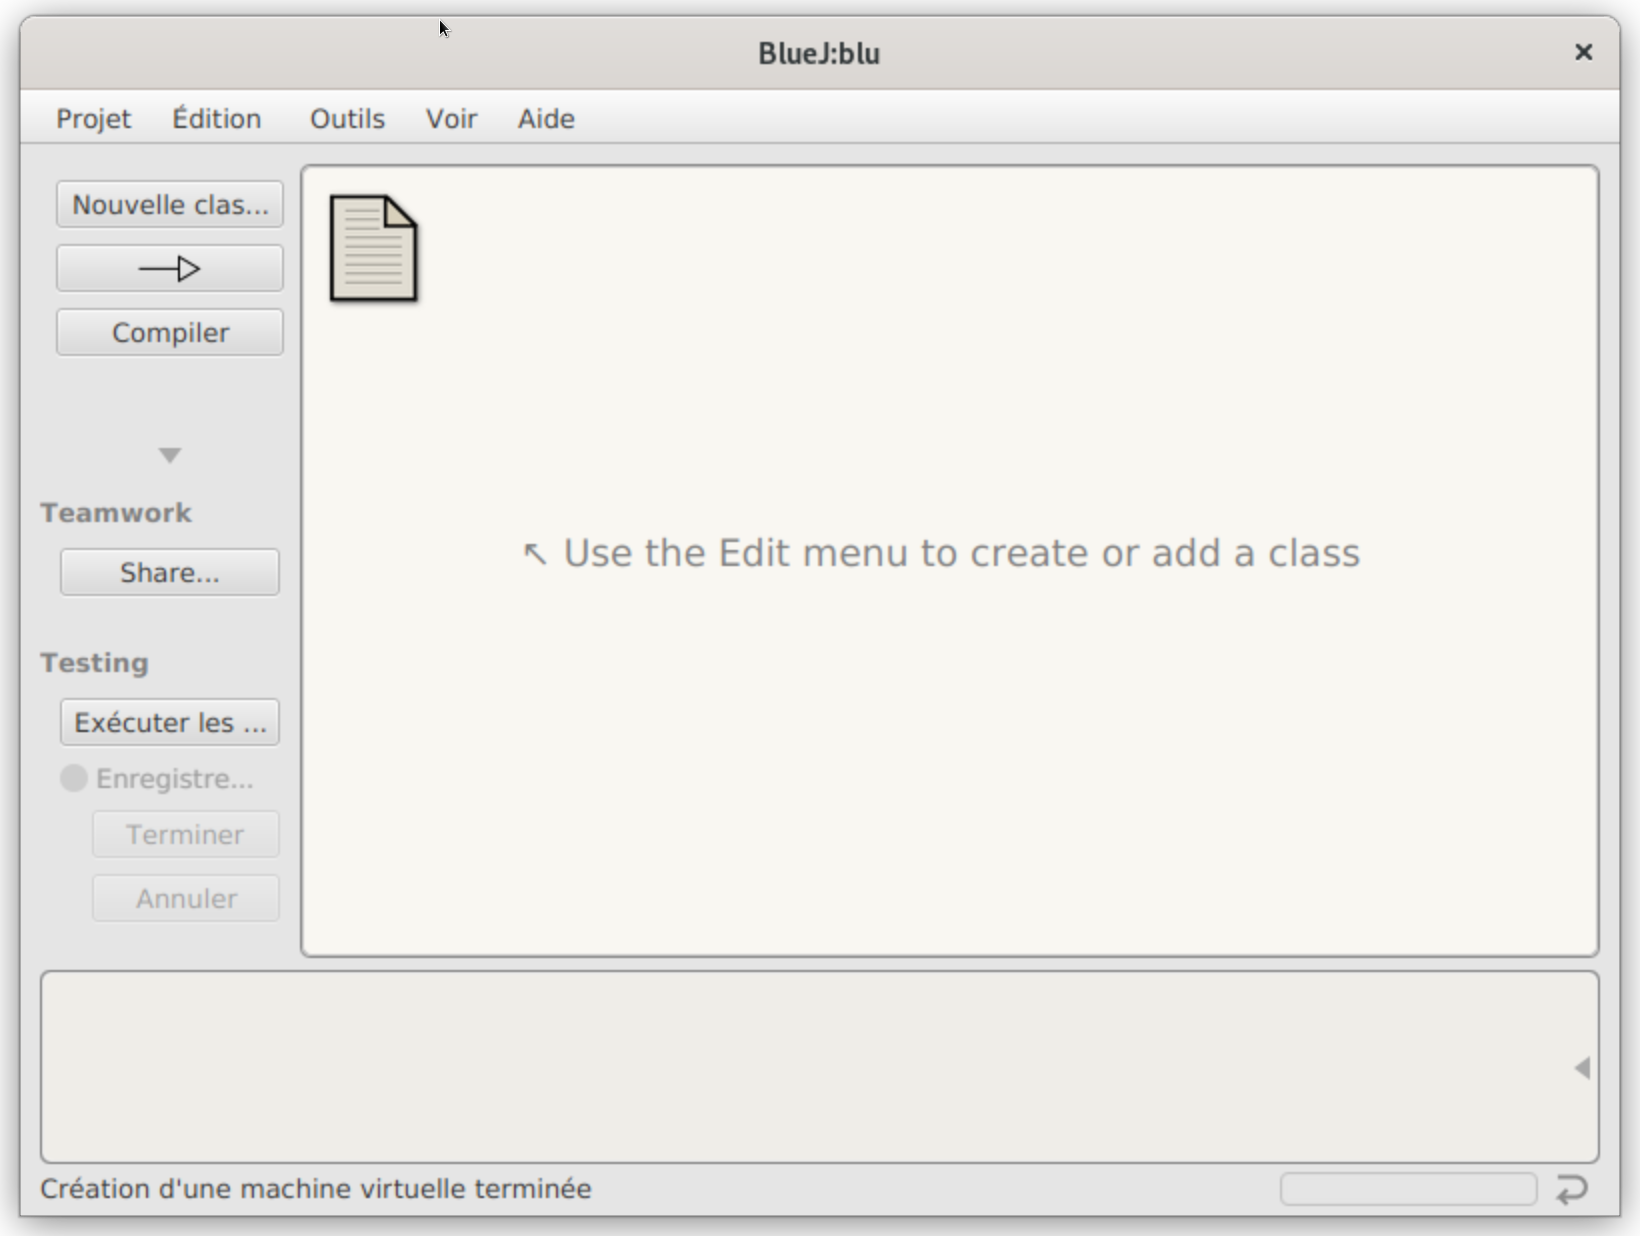 BlueJ:blu
Projet Édition Outils Voir Aide
Nouvelle clas...
Compiler
Teamwork
Share...
Testing
Exécuter les ...
Enregistre...
Terminer
Annuler
↖ Use the Edit menu to create or add a class
Création d'une machine virtuelle terminée